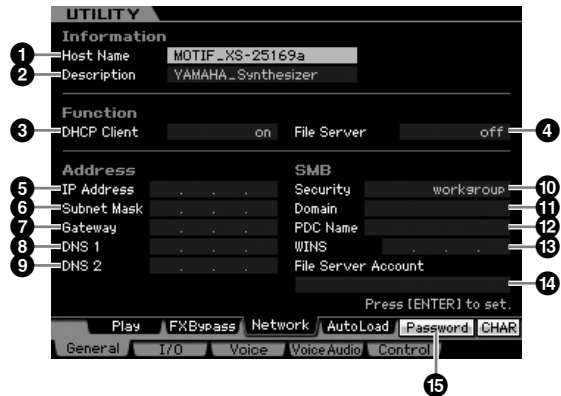 UTILITY
Information
1 Host Name MOTIF_XS-25169a
2 Description YAMAHA_Synthesizer
Function
3 DHCP Client on File Server off 4
Address SMB
5 IP Address . . . Security workgroup 10
6 Subnet Mask . . . Domain 11
7 Gateway . . . PDC Name 12
8 DNS 1 . . . WINS . . . 13
9 DNS 2 . . . File Server Account
14
Press [ENTER] to set.
Play FXBypass Network AutoLoad Password CHAR
General I/O Voice VoiceAudio Control
15